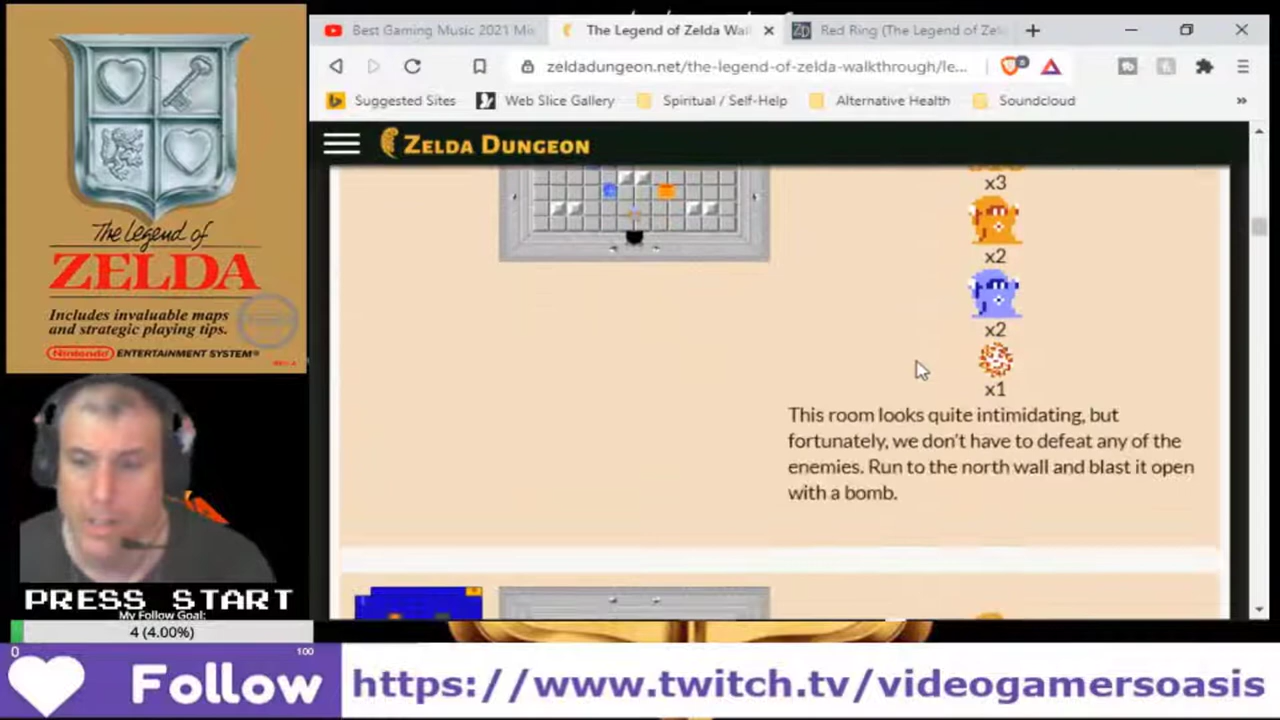 Best Gaming Music 2021 Mi
The Legend of Zelda Wal
Red Ring (The Legend of Zel
zeldadungeon.net/the-legend-of-zelda-walkthrough/le...
Suggested Sites
Web Slice Gallery
Spiritual / Self-Help
Alternative Health
Soundcloud
»
ZELDA DUNGEON
x3
x2
x2
x1
This room looks quite intimidating, but
fortunately, we don't have to defeat any of the
enemies. Run to the north wall and blast it open
with a bomb.
The Legend of
ZELDA
Includes invaluable maps
and strategic playing tips.
Nintendo ENTERTAINMENT SYSTEM®
PRESS START
My Follow Goal:
4 (4.00%)
0
100
Follow
https://www.twitch.tv/videogamersoasis